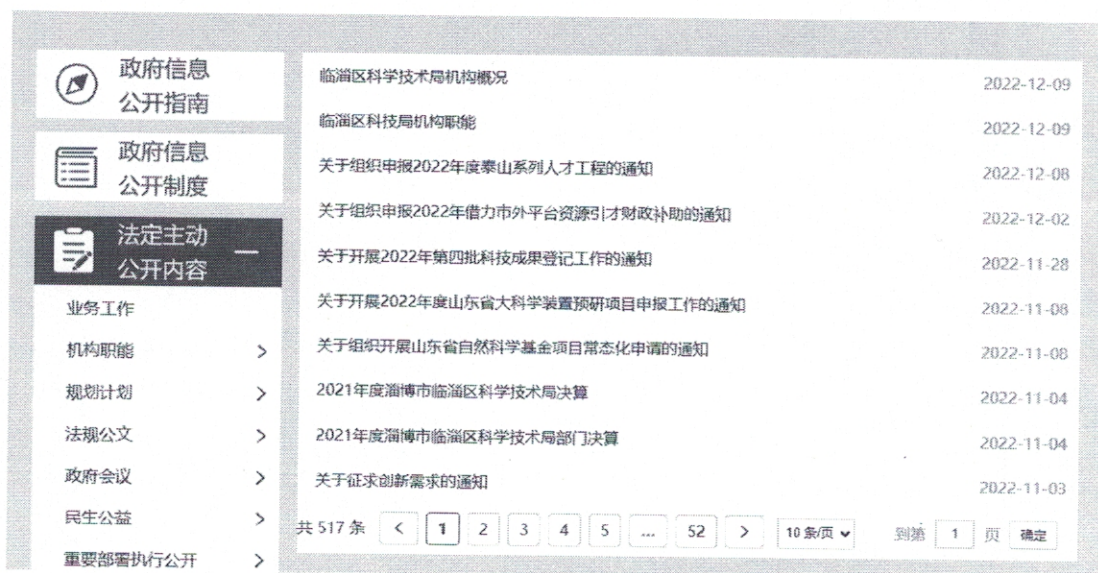 政府信息
公开指南
政府信息
公开制度
法定主动
公开内容
业务工作
机构职能
规划计划
法规公文
政府会议
民生公益
重要部署执行公开
临淄区科学技术局机构概况 2022-12-09
临淄区科技局机构职能 2022-12-09
关于组织申报2022年度泰山系列人才工程的通知 2022-12-08
关于组织申报2022年借力市外平台资源引才财政补助的通知 2022-12-02
关于开展2022年第四批科技成果登记工作的通知 2022-11-28
关于开展2022年度山东省大科学装置预研项目申报工作的通知 2022-11-08
关于组织开展山东省自然科学基金项目常态化申请的通知 2022-11-08
2021年度淄博市临淄区科学技术局决算 2022-11-04
2021年度淄博市临淄区科学技术局部门决算 2022-11-04
关于征求创新需求的通知 2022-11-03
共 517 条 < 1 2 3 4 5 ... 52 > 10 条/页 到第 1 页 确定